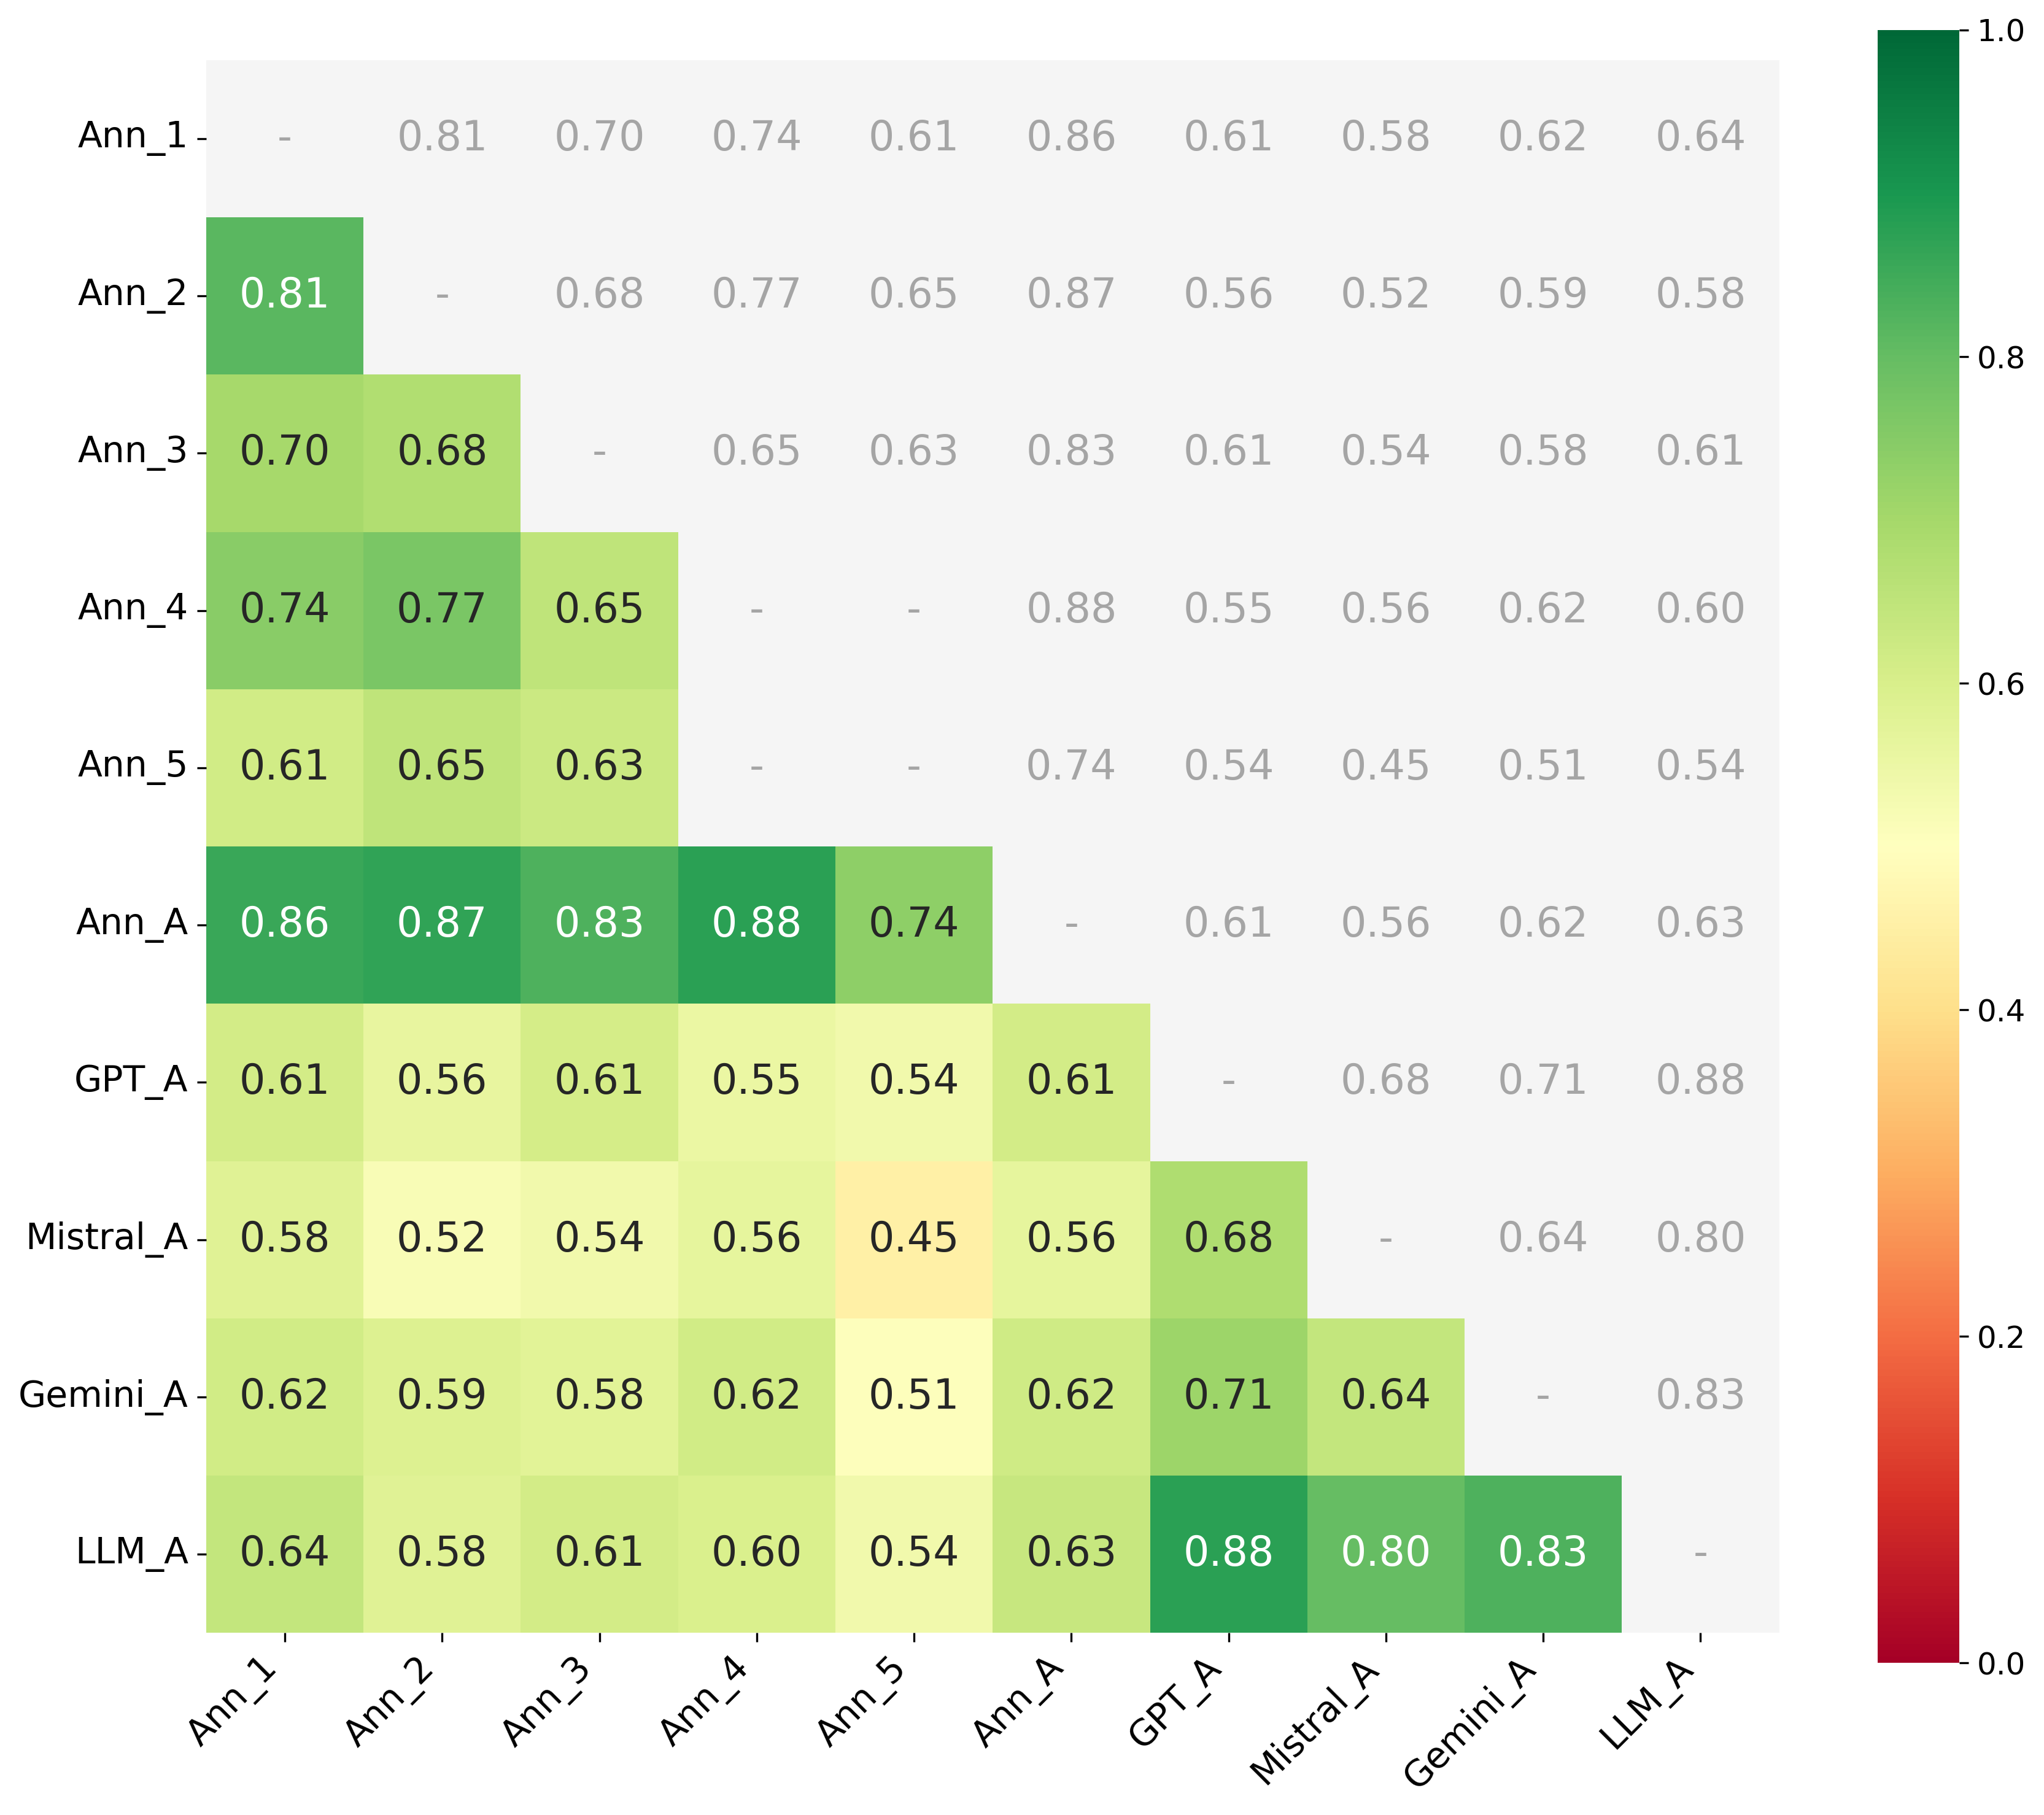 Ann_1 - 0.81 0.70 0.74 0.61 0.86 0.61 0.58 0.62 0.64
Ann_2 0.81 - 0.68 0.77 0.65 0.87 0.56 0.52 0.59 0.58
Ann_3 0.70 0.68 - 0.65 0.63 0.83 0.61 0.54 0.58 0.61
Ann_4 0.74 0.77 0.65 - - 0.88 0.55 0.56 0.62 0.60
Ann_5 0.61 0.65 0.63 - - 0.74 0.54 0.45 0.51 0.54
Ann_A 0.86 0.87 0.83 0.88 0.74 - 0.61 0.56 0.62 0.63
GPT_A 0.61 0.56 0.61 0.55 0.54 0.61 - 0.68 0.71 0.88
Mistral_A 0.58 0.52 0.54 0.56 0.45 0.56 0.68 - 0.64 0.80
Gemini_A 0.62 0.59 0.58 0.62 0.51 0.62 0.71 0.64 - 0.83
LLM_A 0.64 0.58 0.61 0.60 0.54 0.63 0.88 0.80 0.83 -
Ann_1 Ann_2 Ann_3 Ann_4 Ann_5 Ann_A GPT_A Mistral_A Gemini_A LLM_A
1.0
0.8
0.6
0.4
0.2
0.0